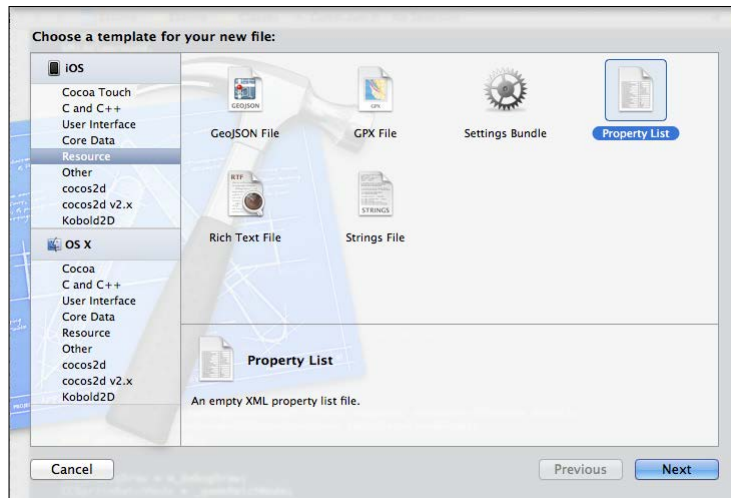 Choose a template for your new file:
iOS
Cocoa Touch
C and C++
User Interface
Core Data
Resource
Other
cocos2d
cocos2d v2.x
Kobold2D
OS X
Cocoa
C and C++
User Interface
Core Data
Resource
Other
cocos2d
cocos2d v2.x
Kobold2D
GEOJSON
GeoJSON File
GPX
GPX File
Settings Bundle
Property List
RTF
Rich Text File
STRINGS
Strings File
Property List
An empty XML property list file.
Cancel
Previous
Next